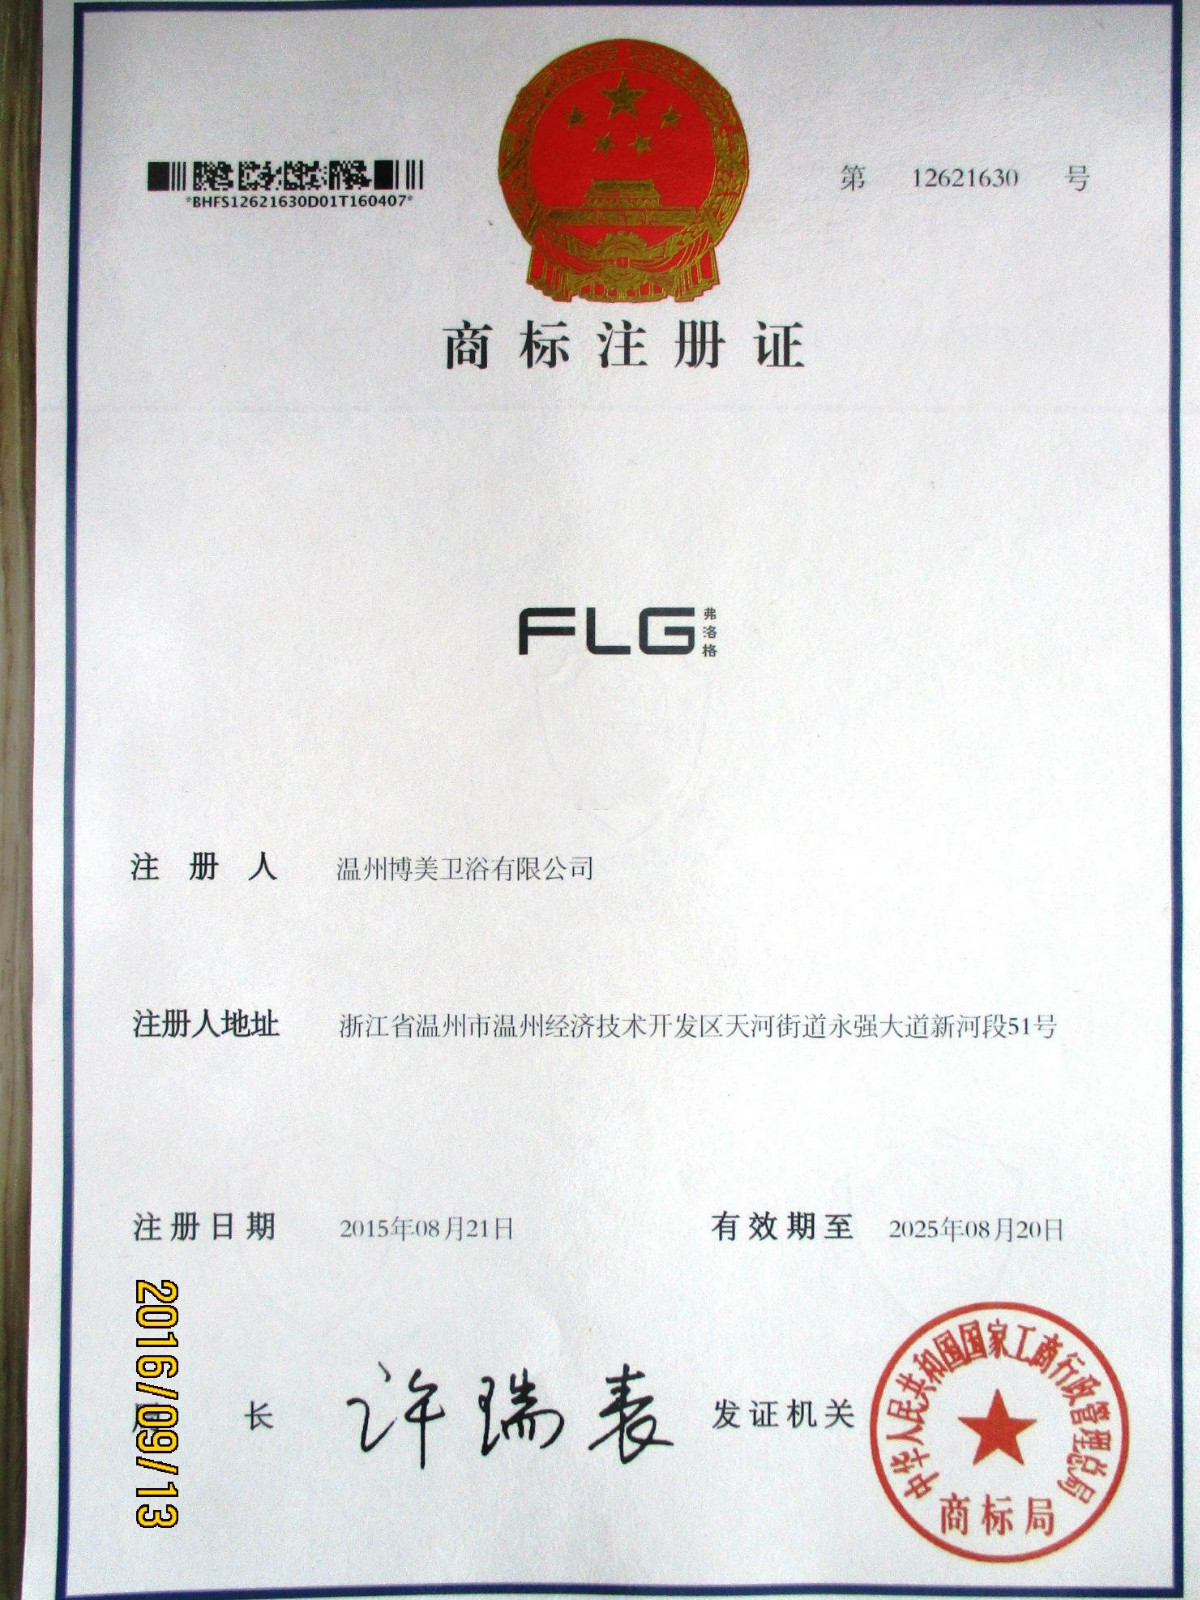 *BHFS12621630D01T160407*
第 12621630 号
商标注册证
FLG 弗洛格
注册人 温州博美卫浴有限公司
注册人地址 浙江省温州市温州经济技术开发区天河街道永强大道新河段51号
注册日期 2015年08月21日 有效期至 2025年08月20日
局长 许瑞表 发证机关
中华人民共和国国家工商行政管理总局
商标局
2016/09/13